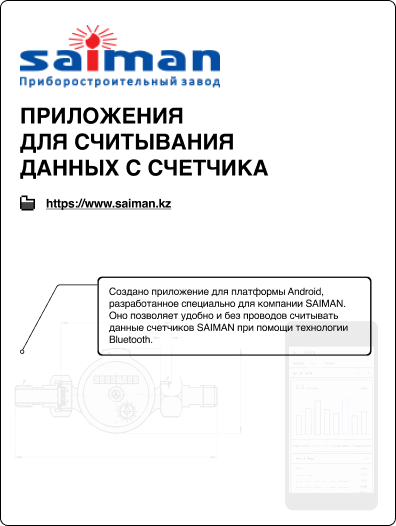 saiman
Приборостроительный завод
ПРИЛОЖЕНИЯ
ДЛЯ СЧИТЫВАНИЯ
ДАННЫХ С СЧЕТЧИКА
https://www.saiman.kz
Создано приложение для платформы Android,
разработанное специально для компании SAIMAN.
Оно позволяет удобно и без проводов считывать
данные счетчиков SAIMAN при помощи технологии
Bluetooth.